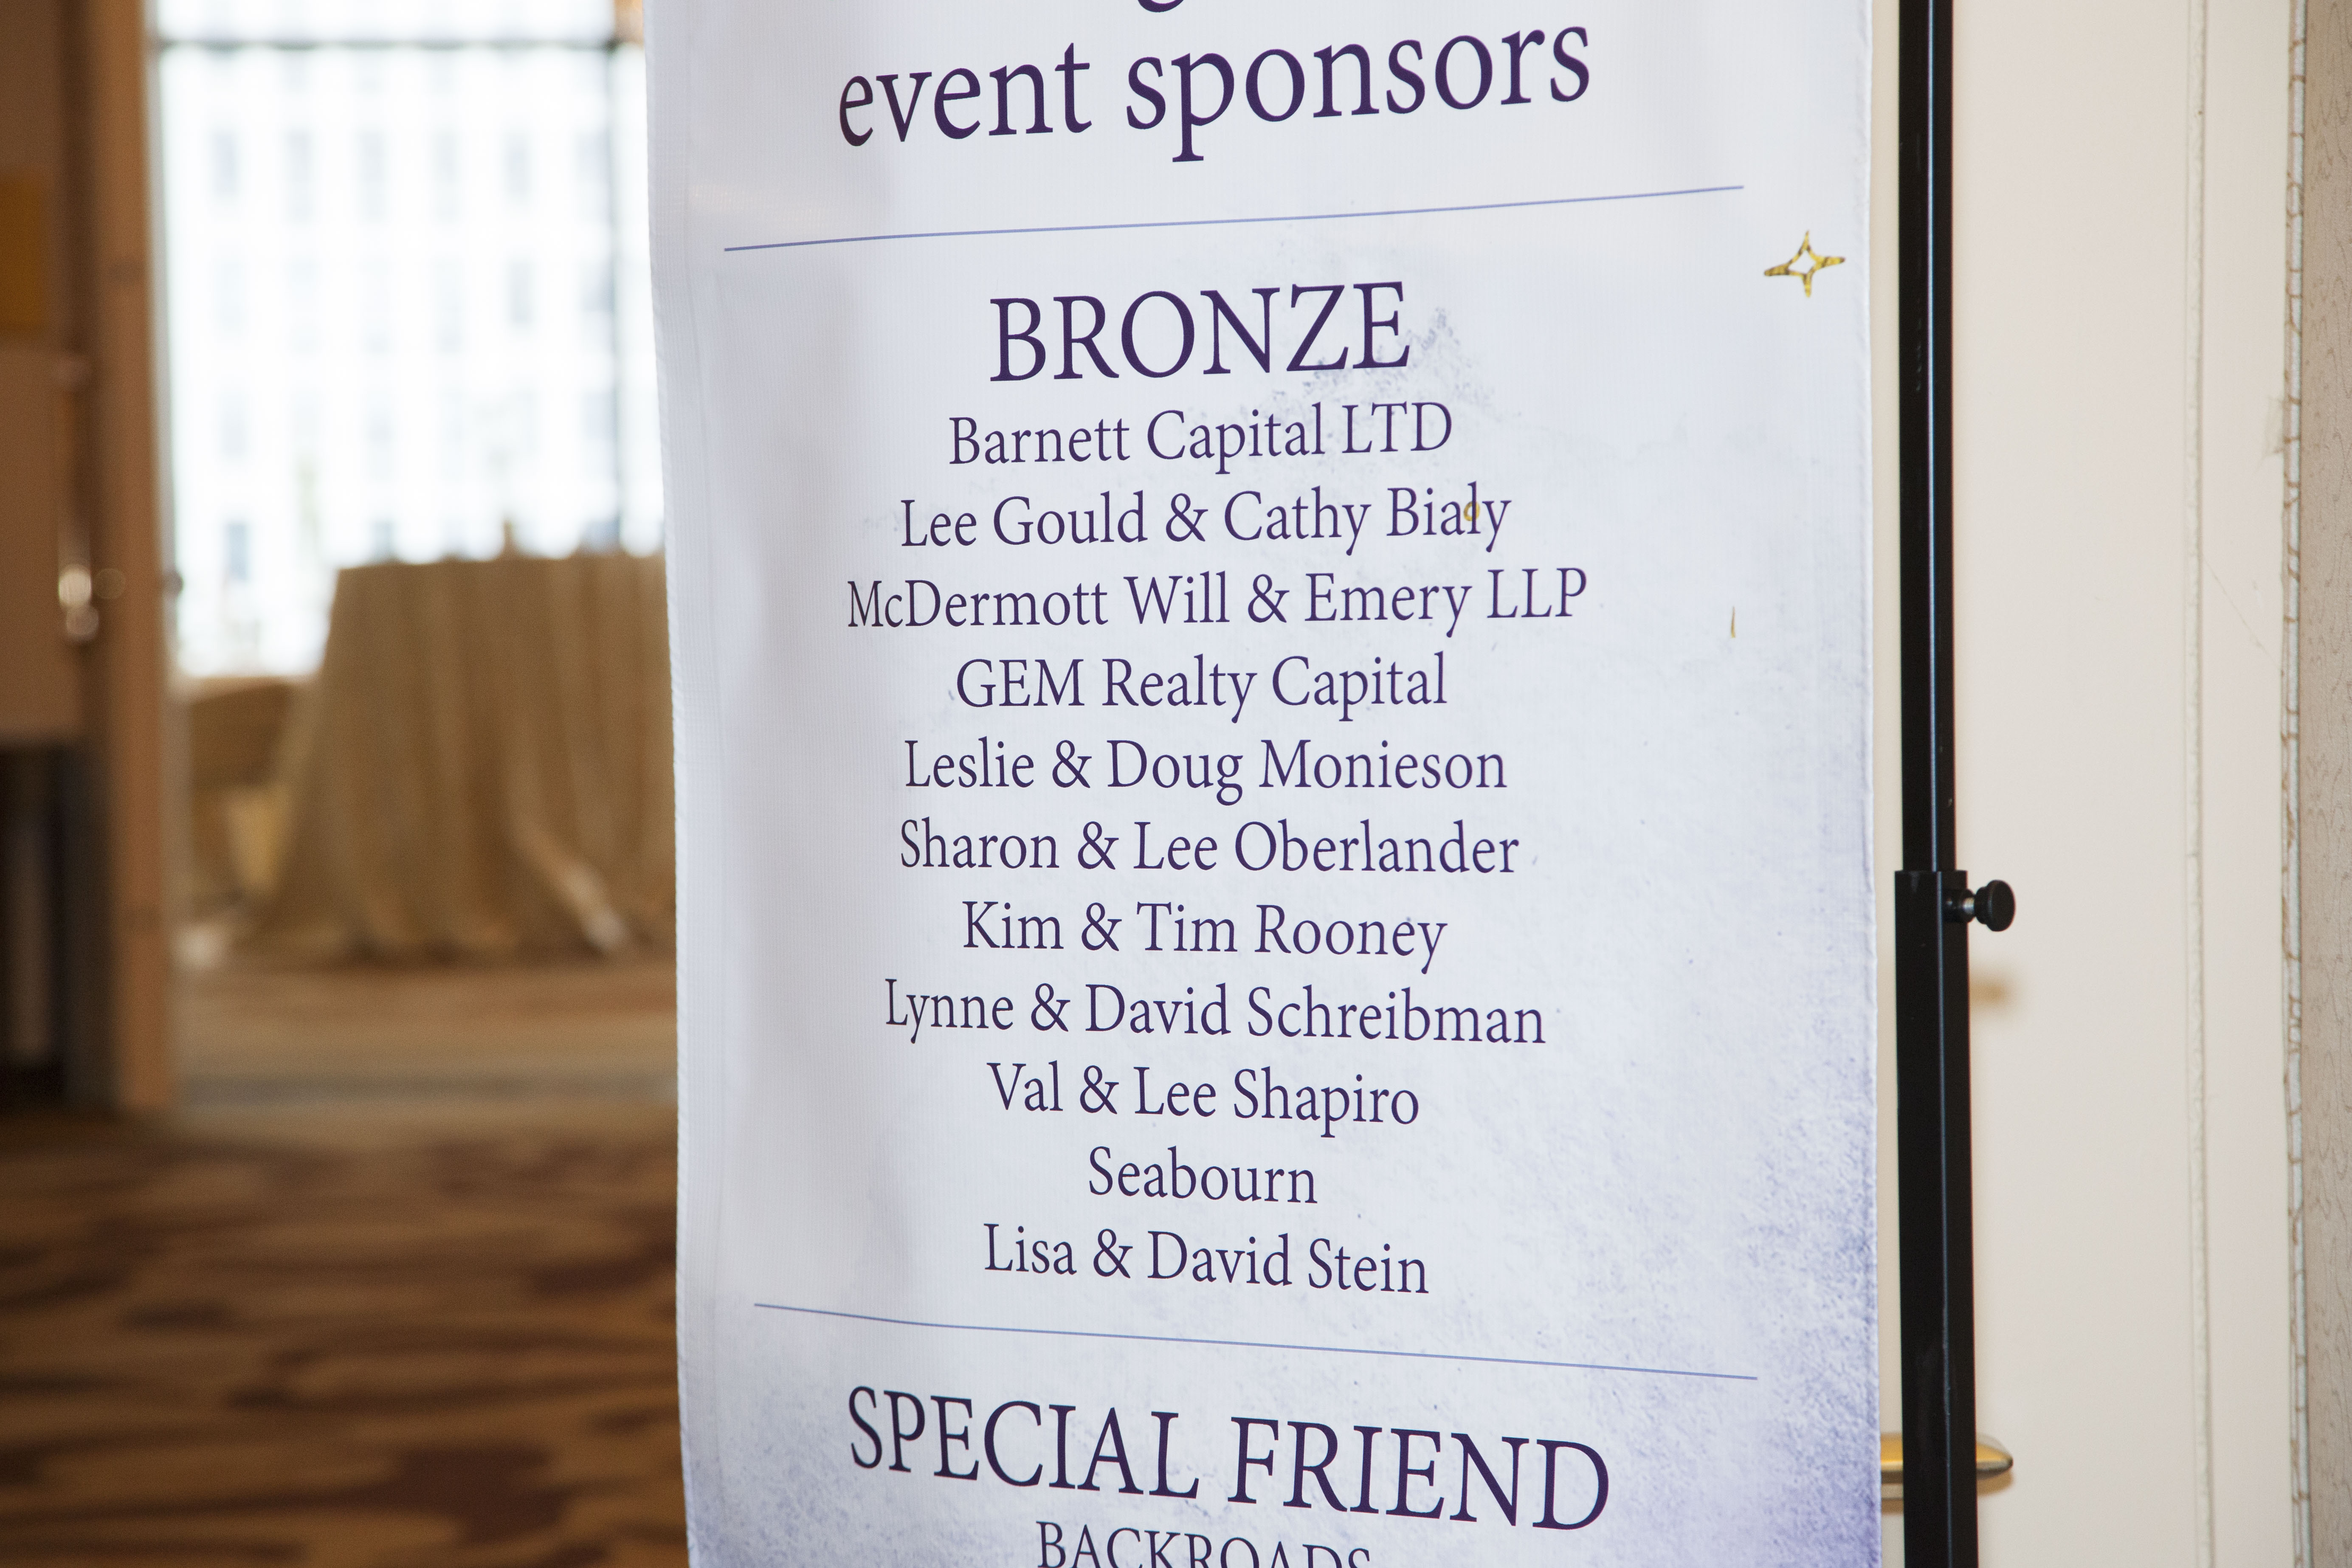 event sponsors
BRONZE
Barnett Capital LTD
Lee Gould & Cathy Bialy
McDermott Will & Emery LLP
GEM Realty Capital
Leslie & Doug Monieson
Sharon & Lee Oberlander
Kim & Tim Rooney
Lynne & David Schreibman
Val & Lee Shapiro
Seabourn
Lisa & David Stein
SPECIAL FRIEND
BACKROADS